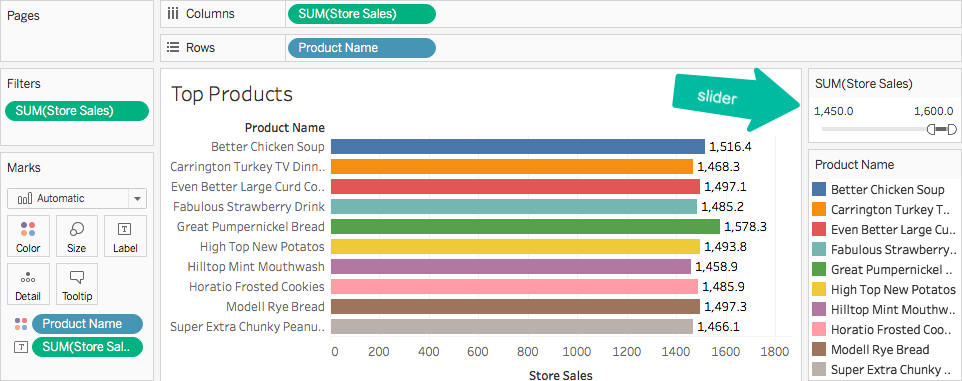 Pages
Columns
SUM(Store Sales)
Rows
Product Name
Filters
SUM(Store Sales)
Marks
Automatic
Color
Size
Label
Detail
Tooltip
Product Name
SUM(Store Sal..
Top Products
Product Name
Better Chicken Soup
1,516.4
Carrington Turkey TV Dinn..
1,468.3
Even Better Large Curd Co..
1,497.1
Fabulous Strawberry Drink
1,485.2
Great Pumpernickel Bread
1,578.3
High Top New Potatos
1,493.8
Hilltop Mint Mouthwash
1,458.9
Horatio Frosted Cookies
1,485.9
Modell Rye Bread
1,497.3
Super Extra Chunky Peanu..
1,466.1
0 200 400 600 800 1000 1200 1400 1600 1800
Store Sales
slider
SUM(Store Sales)
1,450.0 1,600.0
Product Name
Better Chicken Soup
Carrington Turkey T..
Even Better Large Cu..
Fabulous Strawberry..
Great Pumpernickel ..
High Top New Potatos
Hilltop Mint Mouthw..
Horatio Frosted Coo..
Modell Rye Bread
Super Extra Chunky ..